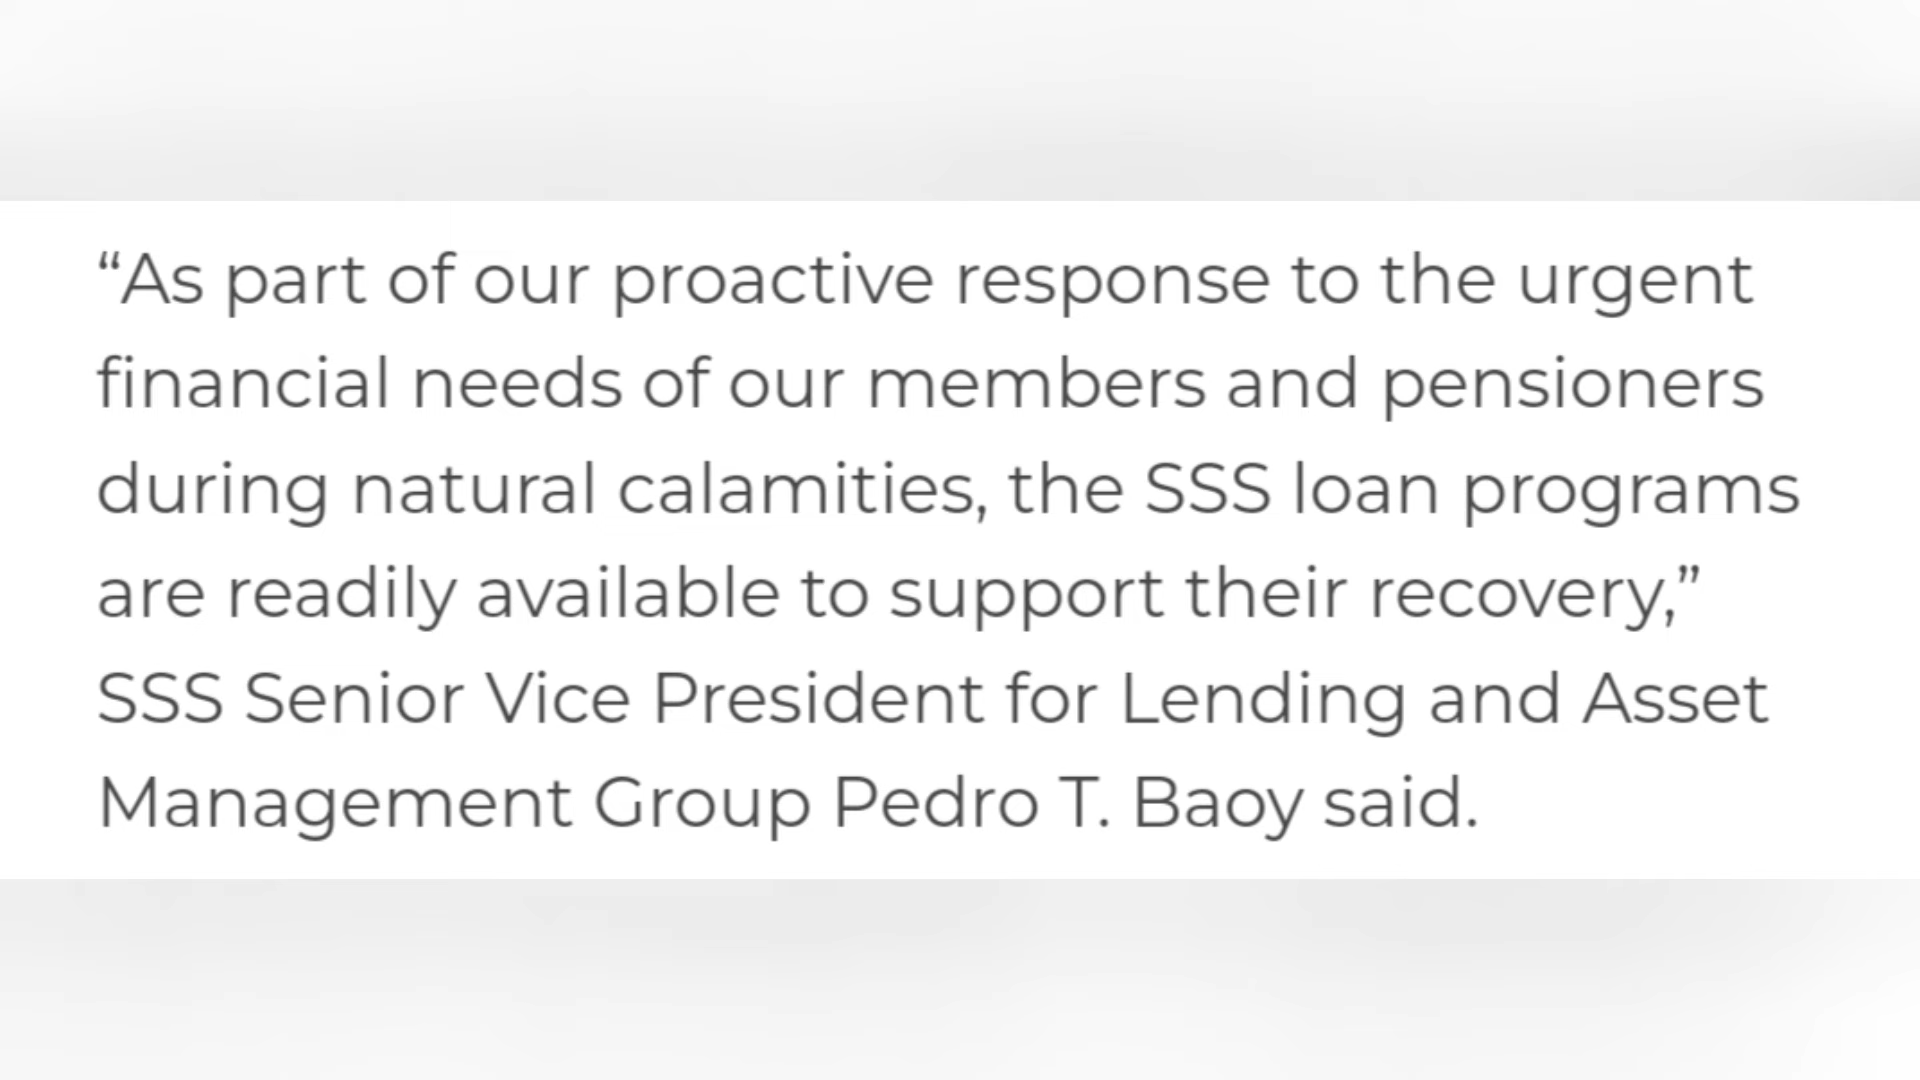 “As part of our proactive response to the urgent
financial needs of our members and pensioners
during natural calamities, the SSS loan programs
are readily available to support their recovery,”
SSS Senior Vice President for Lending and Asset
Management Group Pedro T. Baoy said.